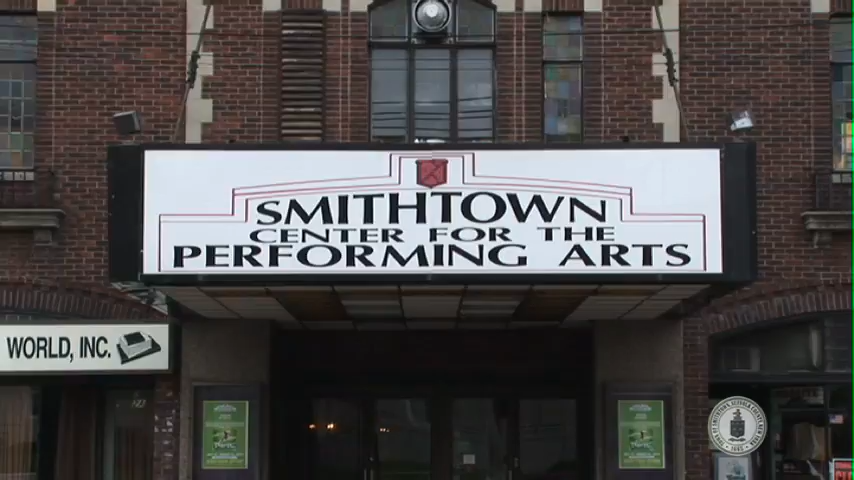 SMITHTOWN
CENTER FOR THE
PERFORMING ARTS
WORLD, INC.